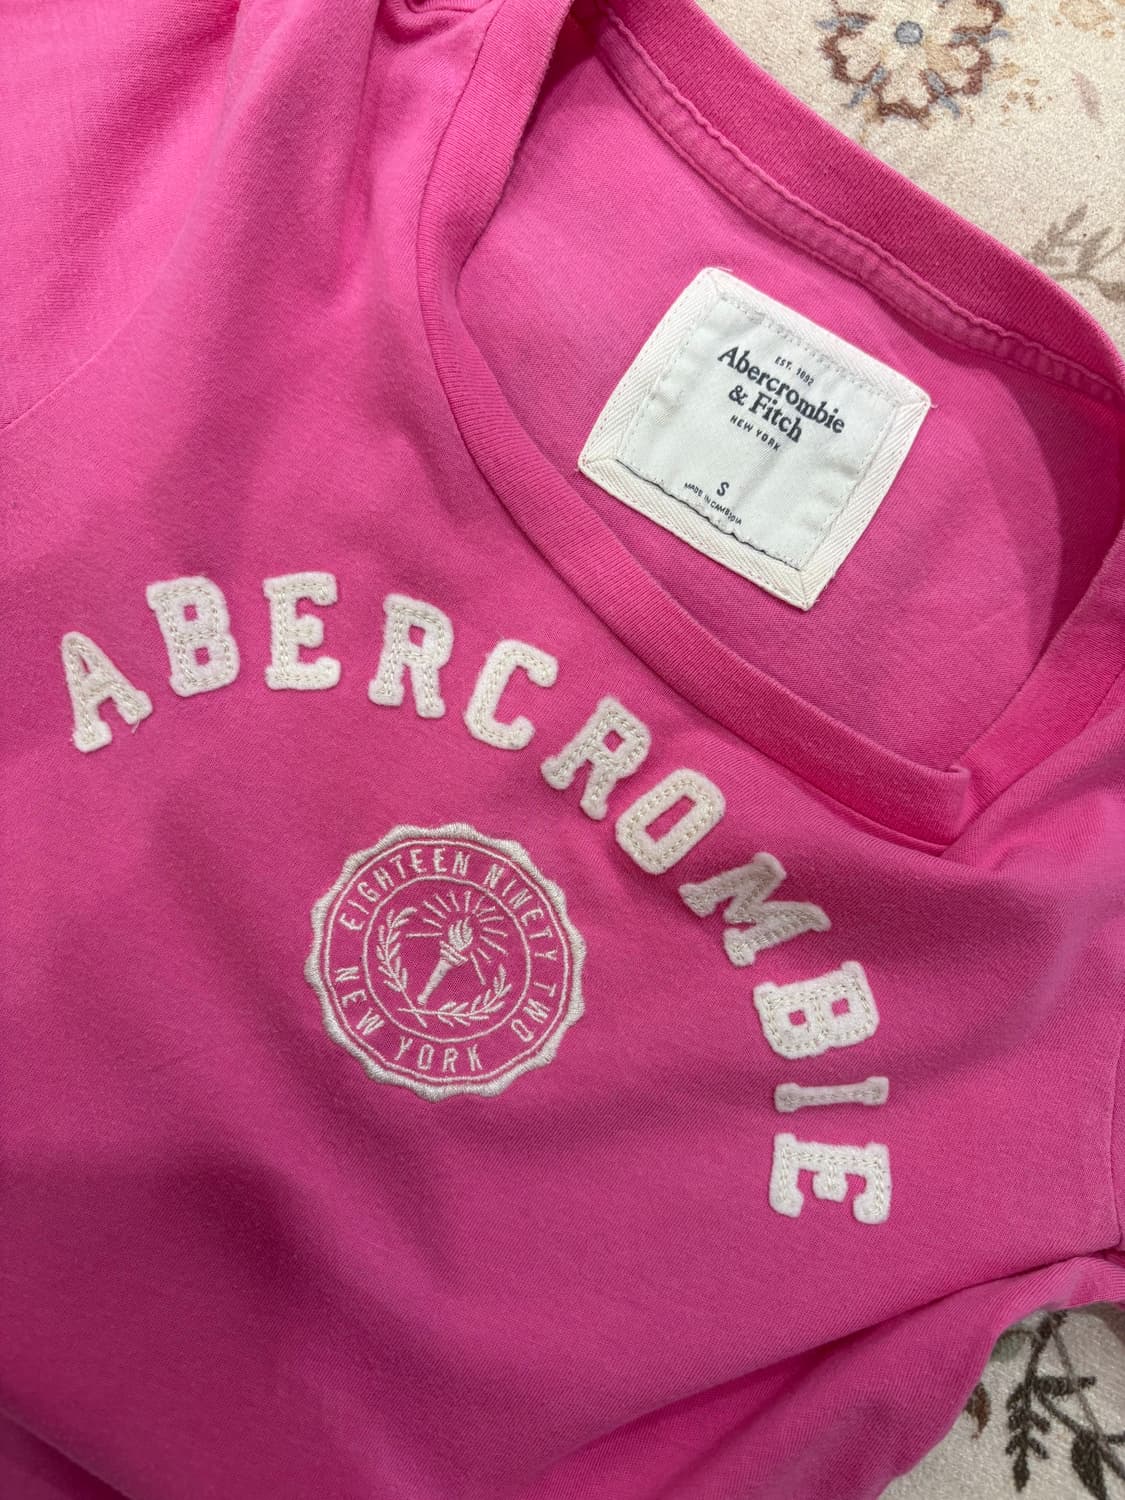 EST. 1892
Abercrombie
& Fitch
NEW YORK
S
MADE IN CAMBODIA
ABERCROMBIE
EIGHTEEN NINETY TWO
NEW YORK